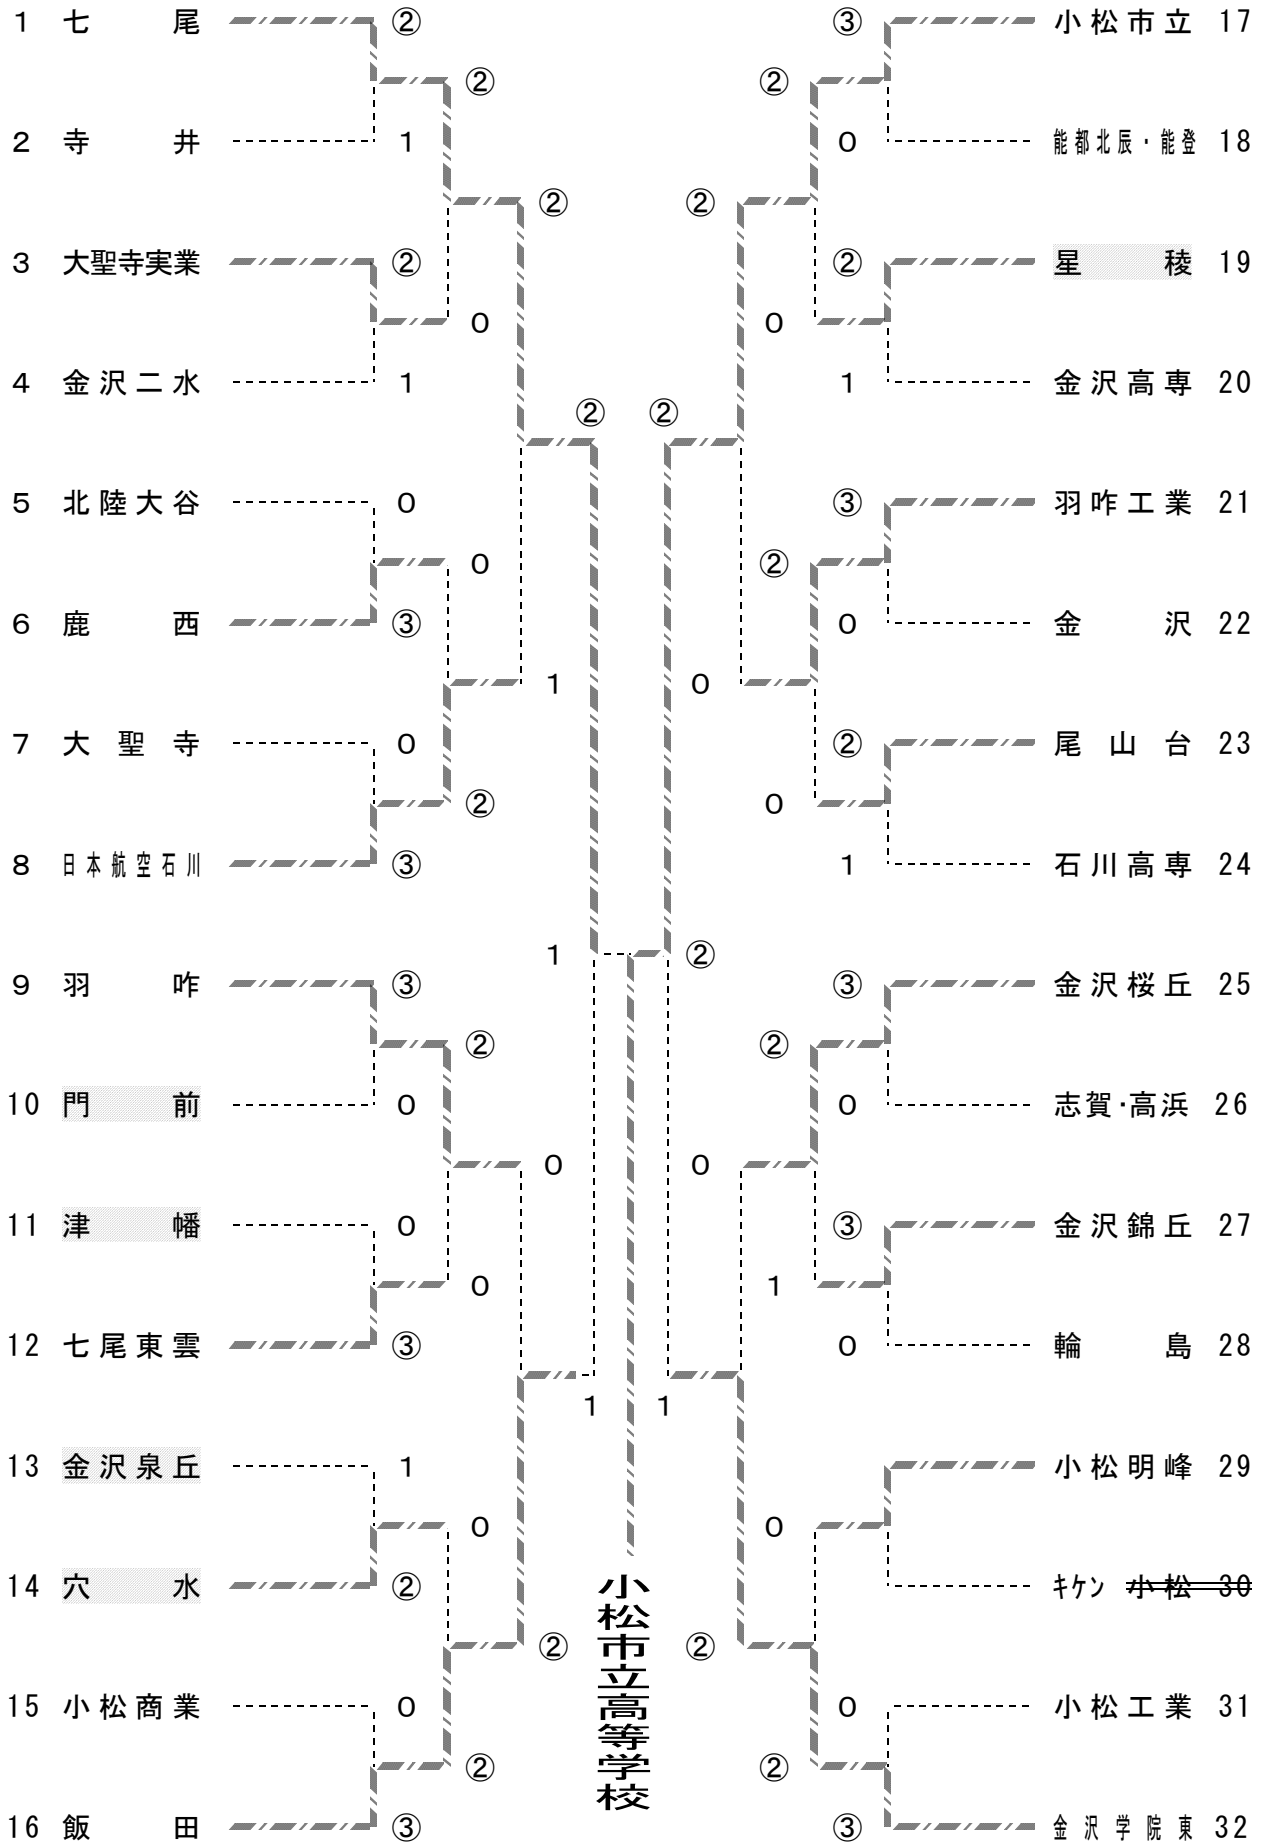 1 七尾 ②
②
2 寺井 1
②
3 大聖寺実業 ②
0
4 金沢二水 1
②
5 北陸大谷 0
0
6 鹿西 ③
1
7 大聖寺 0
②
8 日本航空石川 ③
1
9 羽咋 ③
②
10 門前 0
0
11 津幡 0
0
12 七尾東雲 ③
1
13 金沢泉丘 1
0
14 穴水 ②
②
15 小松商業 0
②
16 飯田 ③
③ 小松市立 17
②
0 能都北辰・能登 18
②
② 星稜 19
0
1 金沢高専 20
②
③ 羽咋工業 21
②
0 金沢 22
0
② 尾山台 23
0
1 石川高専 24
②
③ 金沢桜丘 25
②
0 志賀・高浜 26
0
③ 金沢錦丘 27
1
0 輪島 28
1
小松明峰 29
0
キケン 小松 30
②
0 小松工業 31
②
③ 金沢学院東 32
小松市立高等学校